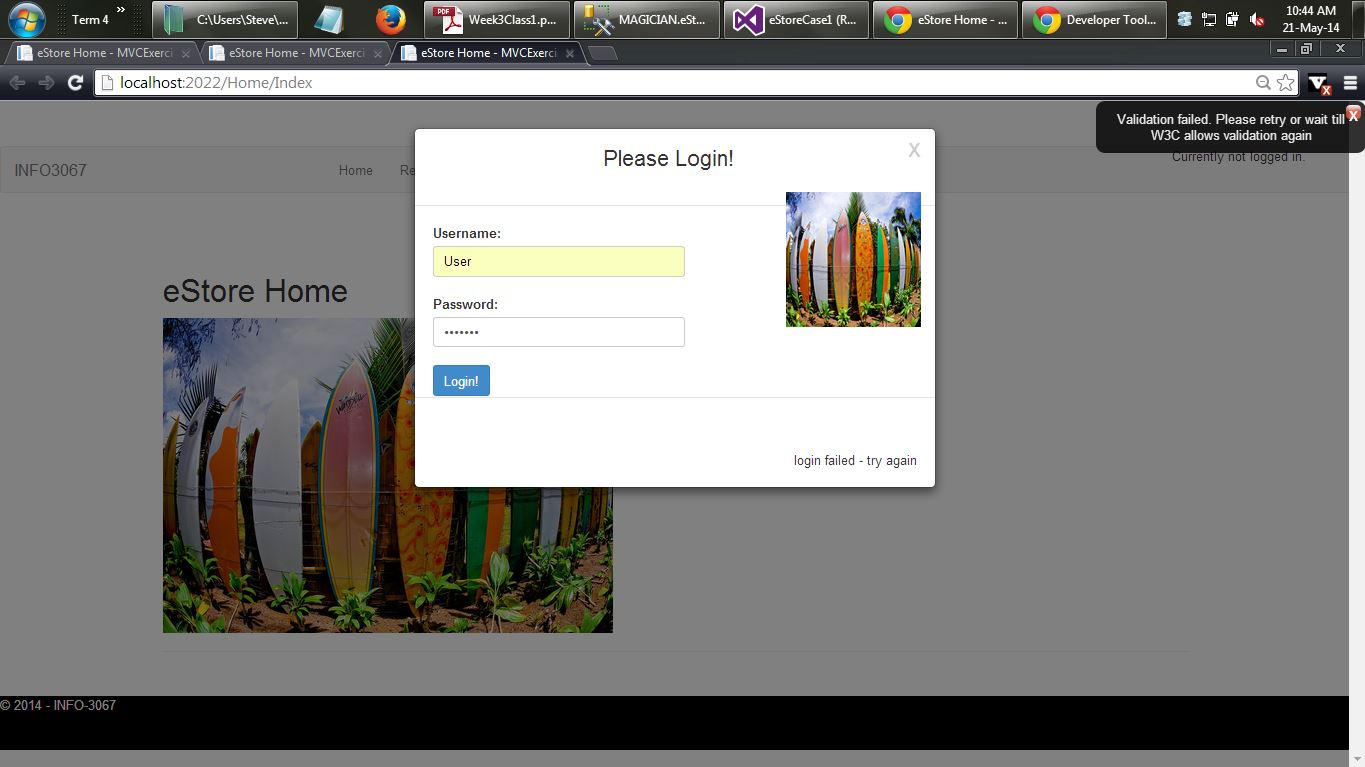 Term 4
»
C:\Users\Steve\...
PDF
Week3Class1.p...
MAGICIAN.eSt...
eStoreCase1 (R...
eStore Home - ...
Developer Tool...
10:44 AM
21-May-14
eStore Home - MVCExerci
eStore Home - MVCExerci
eStore Home - MVCExerci
localhost:2022/Home/Index
Validation failed. Please retry or wait till
W3C allows validation again
INFO3067
Home
Re
Currently not logged in.
Please Login!
X
Username:
User
Password:
•••••••
Login!
login failed - try again
eStore Home
© 2014 - INFO-3067